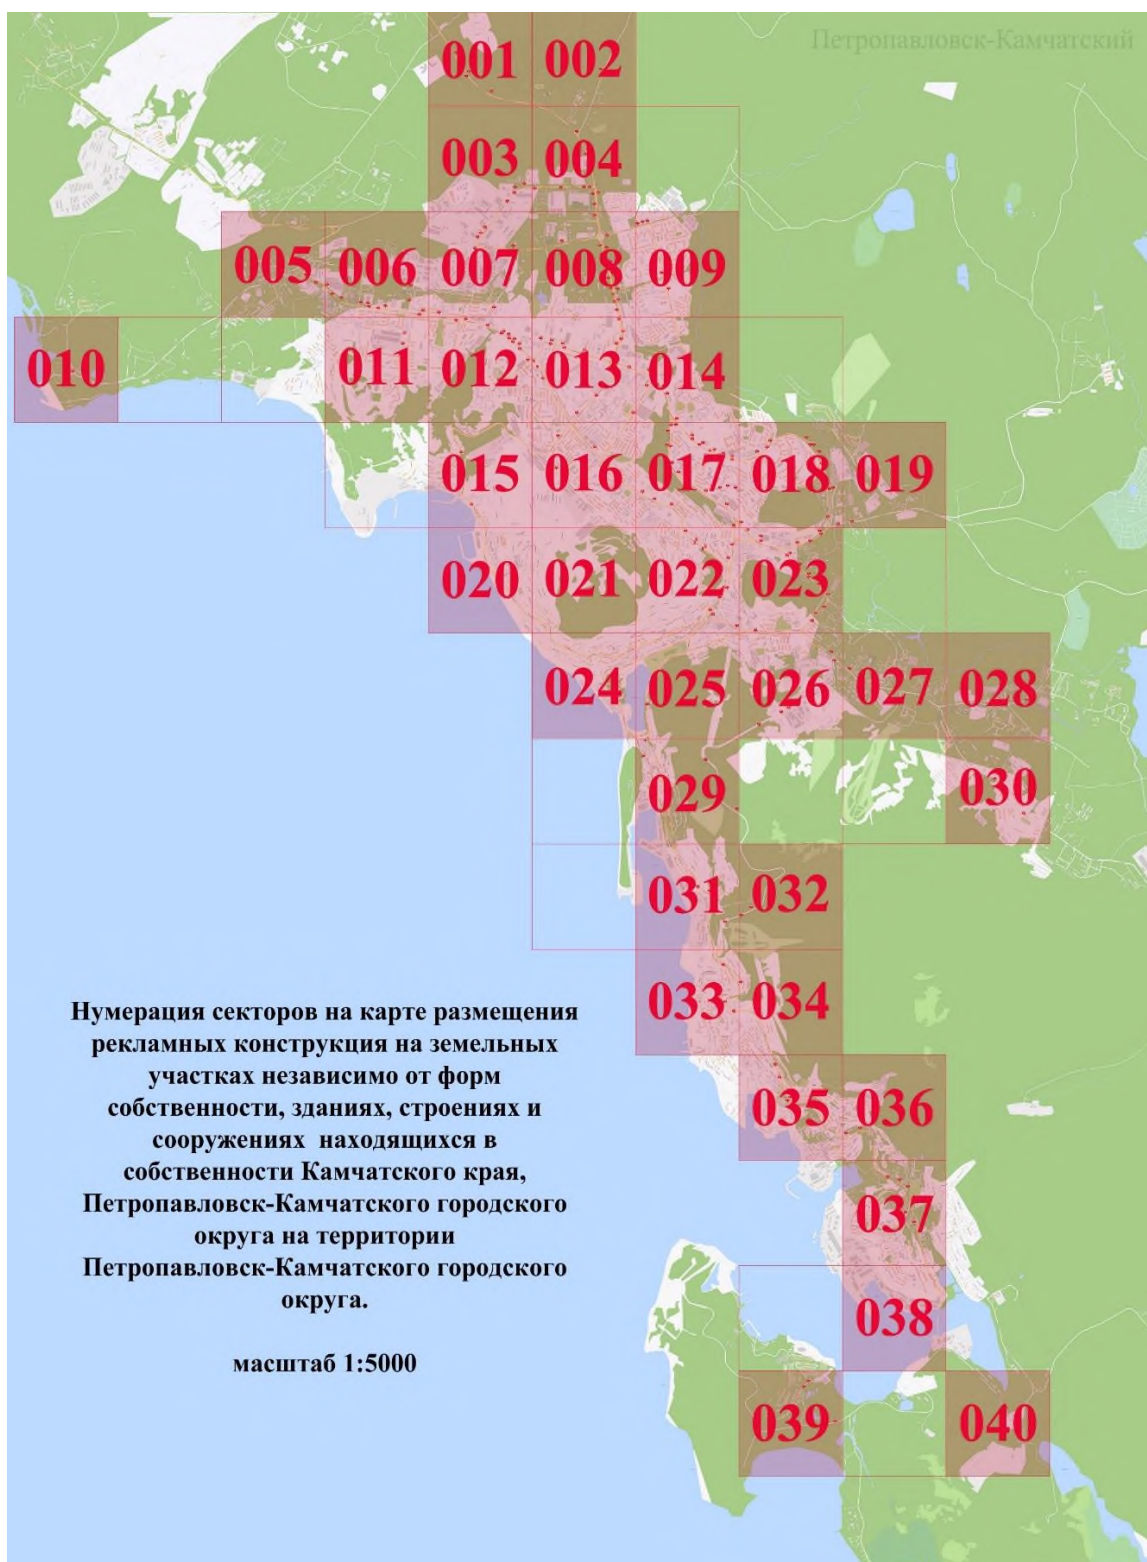 Петропавловск-Камчатский
001 002
003 004
005 006 007 008 009
010 011 012 013 014
015 016 017 018 019
020 021 022 023
024 025 026 027 028
029 030
031 032
033 034
035 036
037
038
039 040
Нумерация секторов на карте размещения
рекламных конструкция на земельных
участках независимо от форм
собственности, зданиях, строениях и
сооружениях находящихся в
собственности Камчатского края,
Петропавловск-Камчатского городского
округа на территории
Петропавловск-Камчатского городского
округа.
масштаб 1:5000